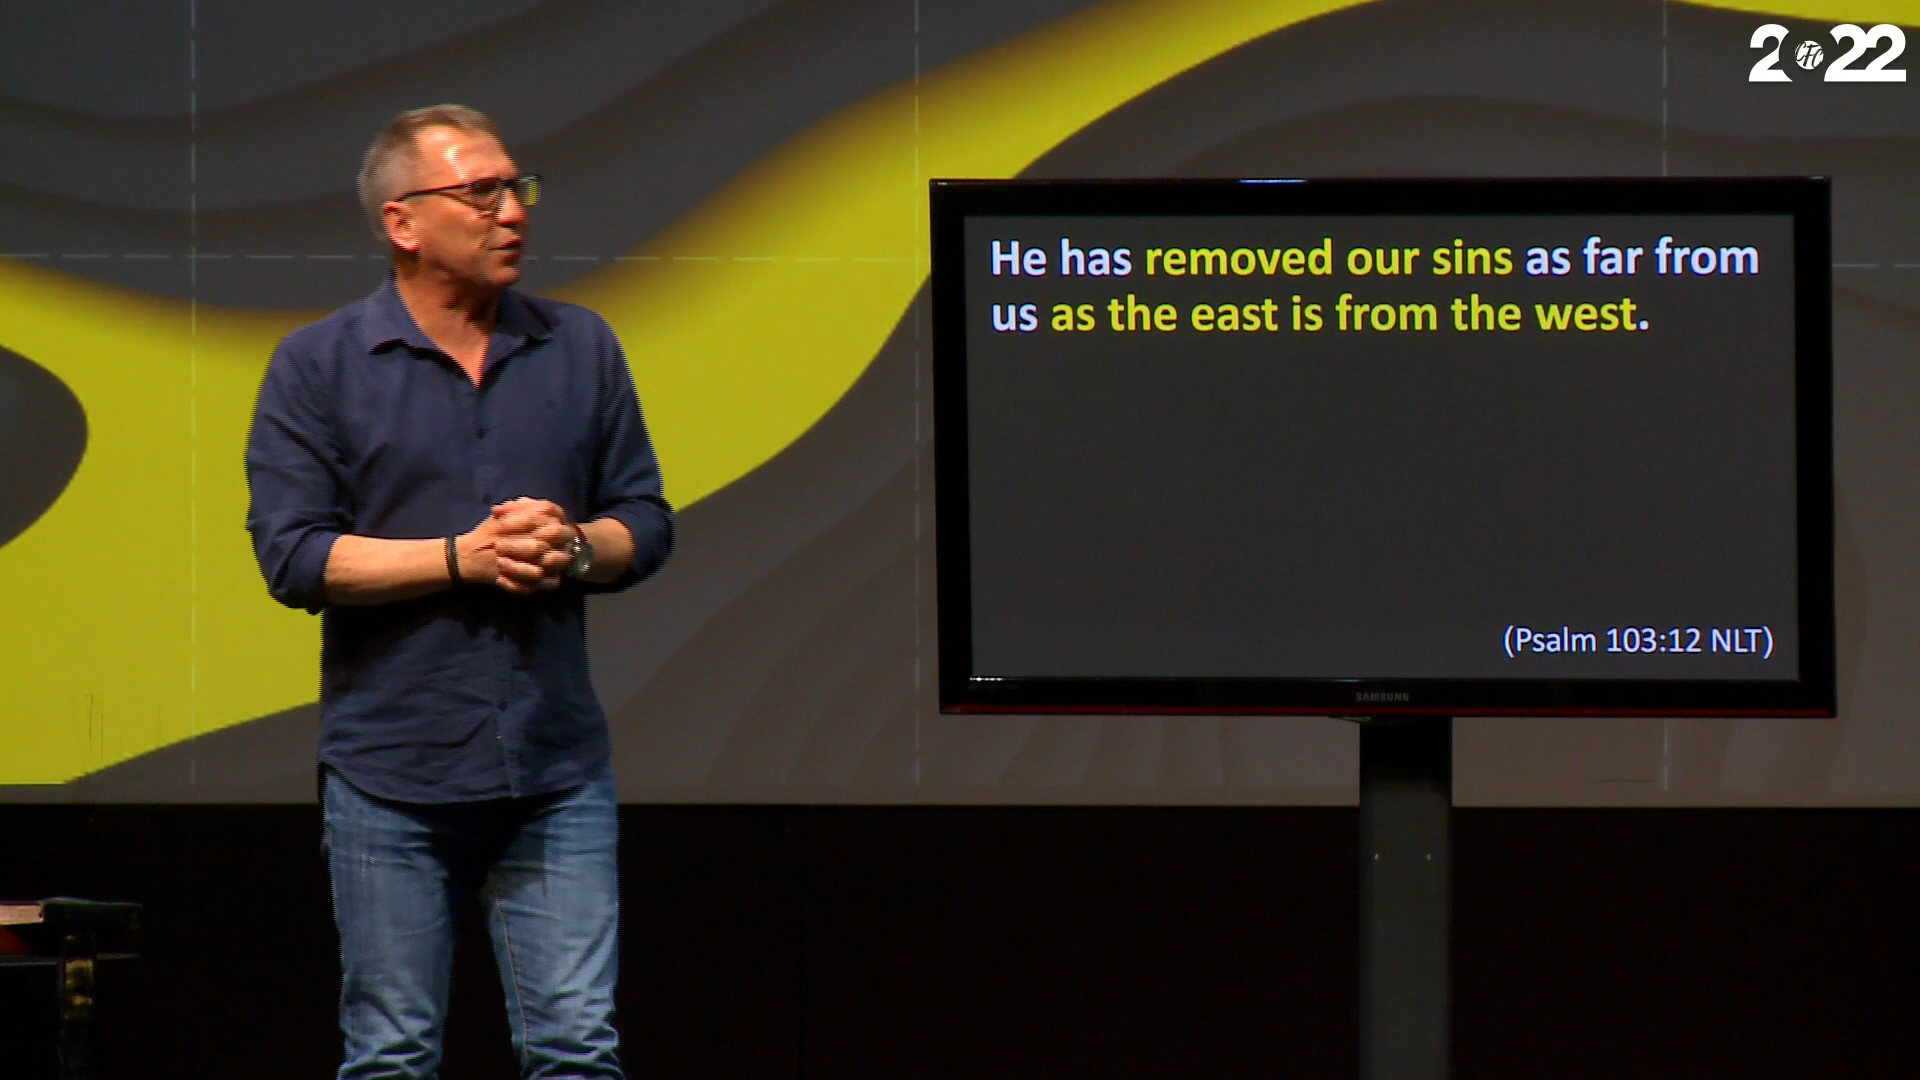 2022
He has removed our sins as far from
us as the east is from the west.
(Psalm 103:12 NLT)
SAMSUNG